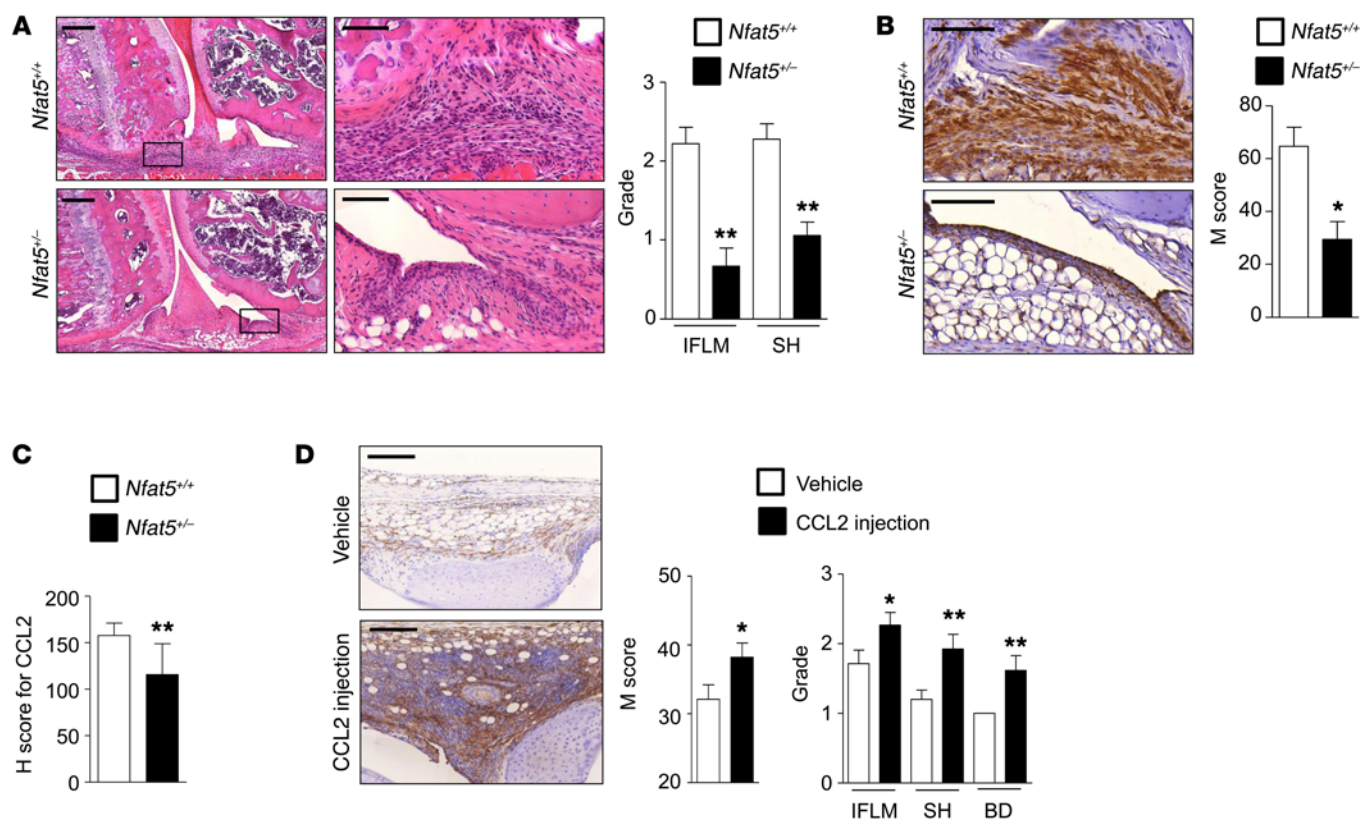 A
Nfat5+/+
Nfat5+/–
Nfat5+/+
Nfat5+/–
Grade
3
2
1
0
**
**
IFLM
SH
B
Nfat5+/+
Nfat5+/–
Nfat5+/+
Nfat5+/–
M score
80
60
40
20
0
*
C
Nfat5+/+
Nfat5+/–
H score for CCL2
200
150
100
50
0
**
D
Vehicle
CCL2 injection
Vehicle
CCL2 injection
M score
50
40
30
20
*
Grade
3
2
1
0
*
**
**
IFLM
SH
BD